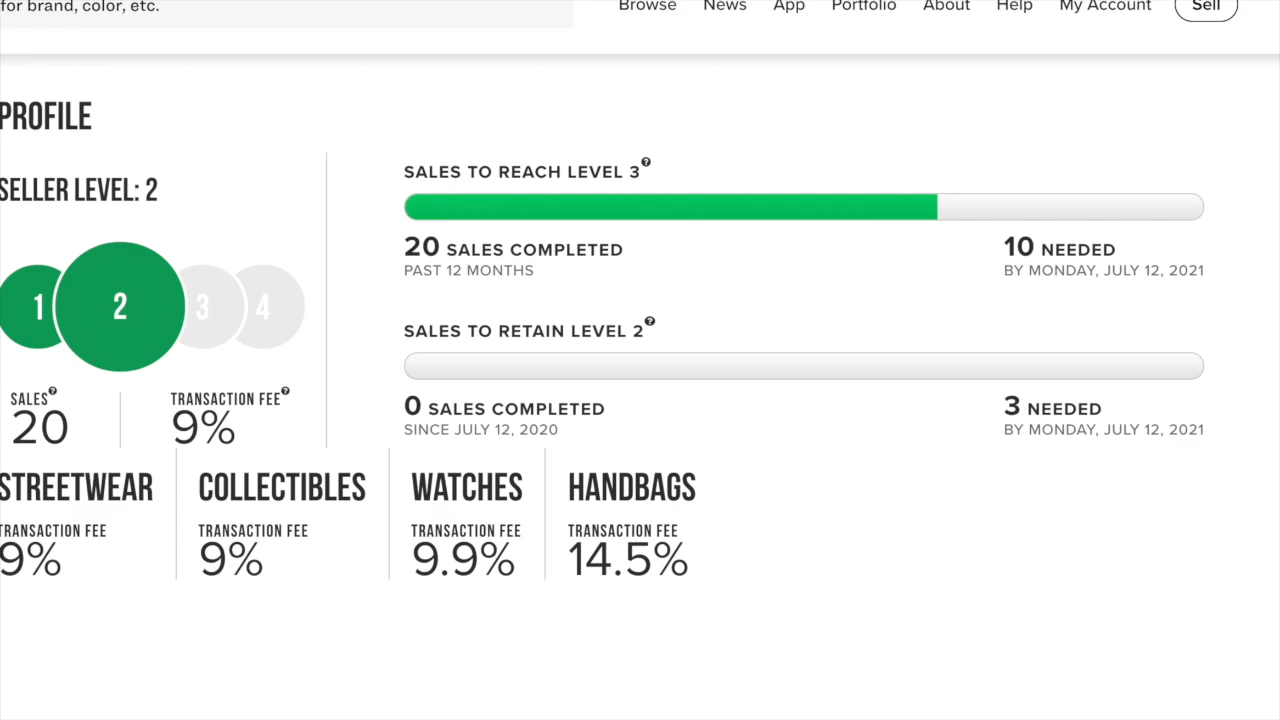 for brand, color, etc.
Browse News App Portfolio About Help My Account Sell
PROFILE
SELLER LEVEL: 2
1 2 3 4
SALES?
20
TRANSACTION FEE?
9%
SALES TO REACH LEVEL 3?
20 SALES COMPLETED
PAST 12 MONTHS
10 NEEDED
BY MONDAY, JULY 12, 2021
SALES TO RETAIN LEVEL 2?
0 SALES COMPLETED
SINCE JULY 12, 2020
3 NEEDED
BY MONDAY, JULY 12, 2021
STREETWEAR
TRANSACTION FEE
9%
COLLECTIBLES
TRANSACTION FEE
9%
WATCHES
TRANSACTION FEE
9.9%
HANDBAGS
TRANSACTION FEE
14.5%